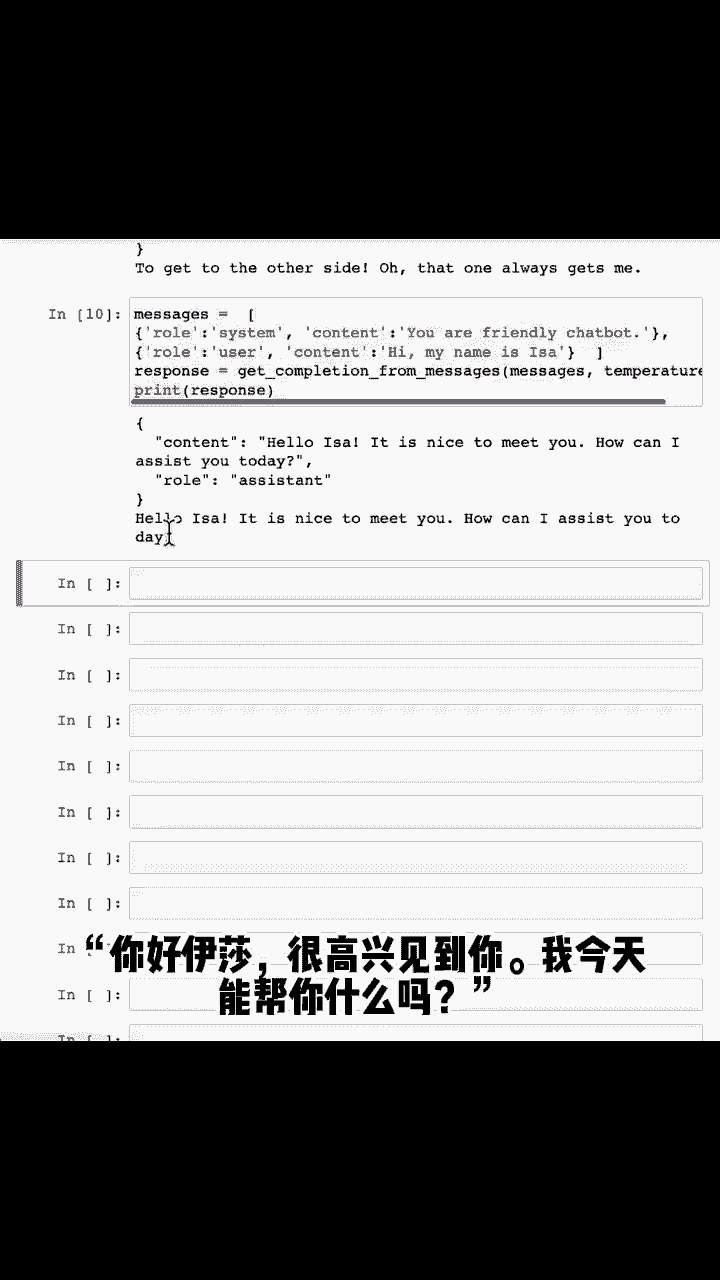 }
To get to the other side! Oh, that one always gets me.
In [10]: messages =  [
{'role':'system', 'content':'You are friendly chatbot.'},
{'role':'user', 'content':'Hi, my name is Isa'}  ]
response = get_completion_from_messages(messages, temperature
print(response)
{
"content": "Hello Isa! It is nice to meet you. How can I
assist you today?",
"role": "assistant"
}
Hello Isa! It is nice to meet you. How can I assist you to
day
In [ ]:
In [ ]:
In [ ]:
In [ ]:
In [ ]:
In [ ]:
In [ ]:
In [ ]:
In [ ]:
“你好伊莎，很高兴见到你。我今天
In [ ]:
能帮你什么吗？”
In [ ]: